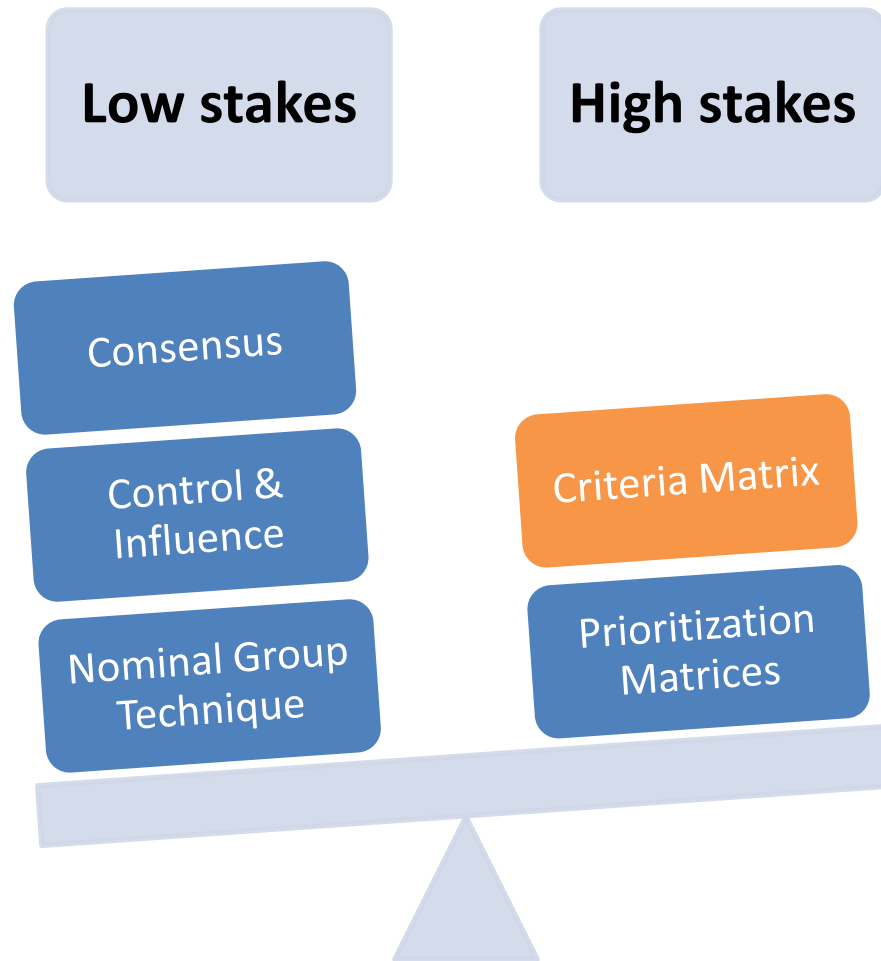 Low stakes
High stakes
Consensus
Control &
Influence
Nominal Group
Technique
Criteria Matrix
Prioritization
Matrices